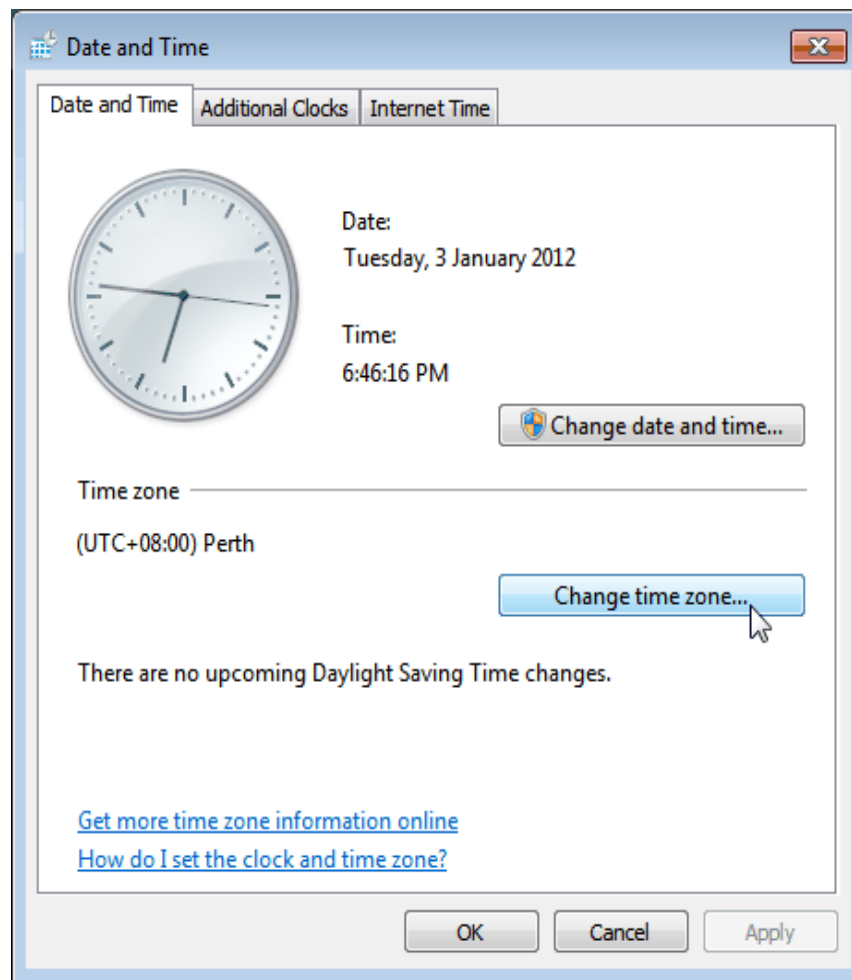 Date and Time
Date and Time Additional Clocks Internet Time
Date:
Tuesday, 3 January 2012
Time:
6:46:16 PM
Change date and time...
Time zone
(UTC+08:00) Perth
Change time zone...
There are no upcoming Daylight Saving Time changes.
Get more time zone information online
How do I set the clock and time zone?
OK Cancel Apply